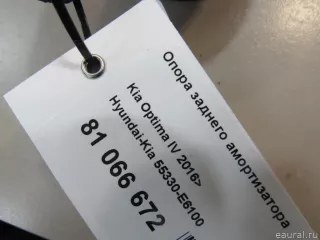 Опора заднего амортизатора
Kia Optima IV 2016>
Hyundai-Kia 55330-E6100
81 066 672
eaural.ru